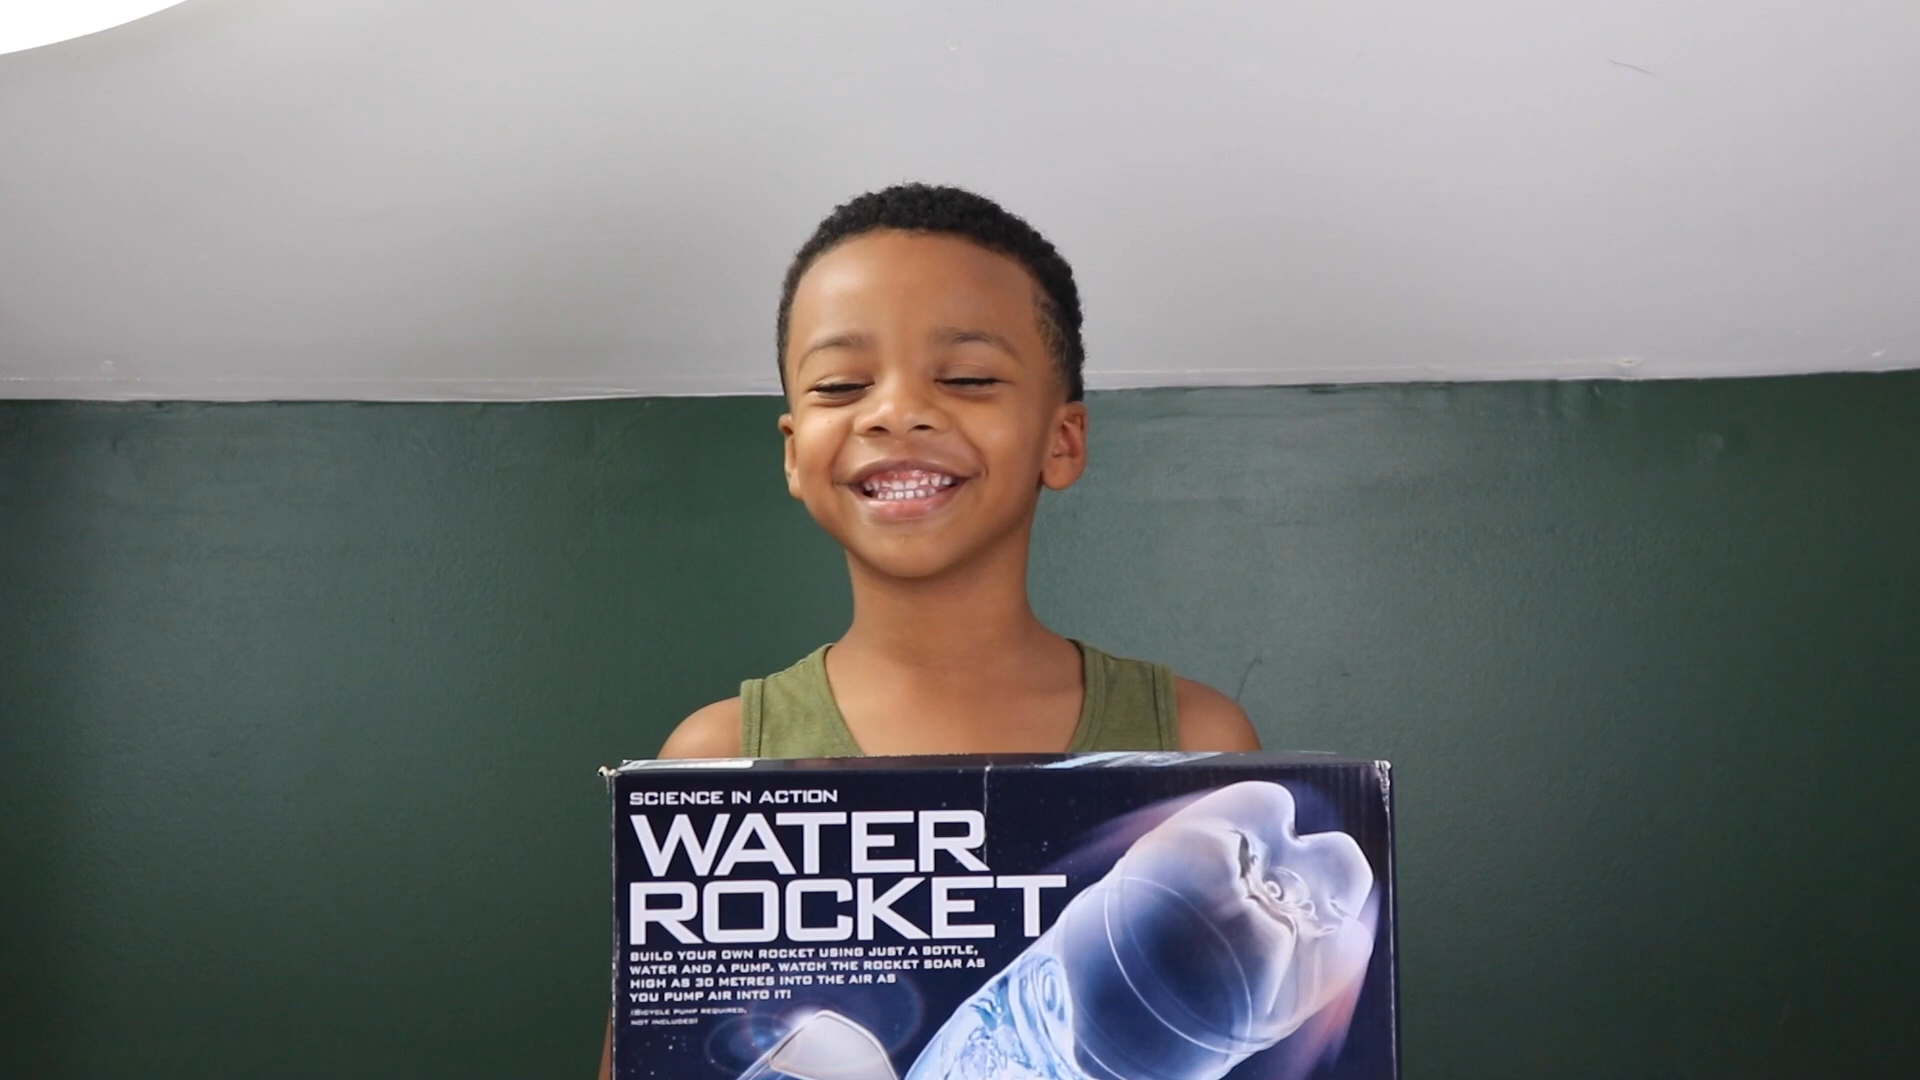 SCIENCE IN ACTION
WATER
ROCKET
BUILD YOUR OWN ROCKET USING JUST A BOTTLE,
WATER AND A PUMP. WATCH THE ROCKET SOAR AS
HIGH AS 30 METRES INTO THE AIR AS
YOU PUMP AIR INTO IT!
(BICYCLE PUMP REQUIRED,
NOT INCLUDED)